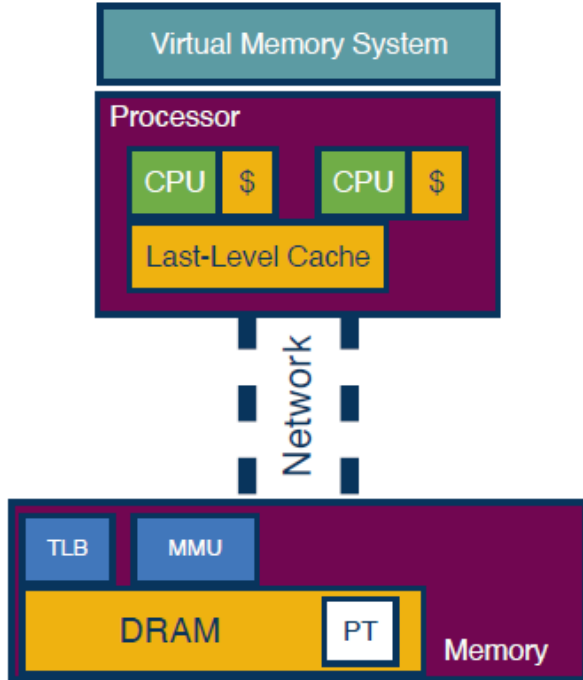 Virtual Memory System
Processor
CPU $ CPU $
Last-Level Cache
Network
TLB MMU
DRAM PT
Memory